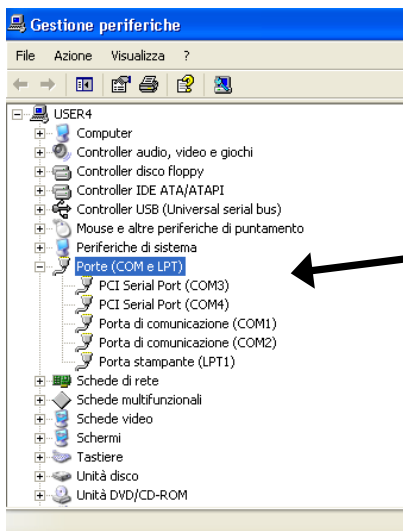 Gestione periferiche
File Azione Visualizza ?
USER4
Computer
Controller audio, video e giochi
Controller disco floppy
Controller IDE ATA/ATAPI
Controller USB (Universal serial bus)
Mouse e altre periferiche di puntamento
Periferiche di sistema
Porte (COM e LPT)
PCI Serial Port (COM3)
PCI Serial Port (COM4)
Porta di comunicazione (COM1)
Porta di comunicazione (COM2)
Porta stampante (LPT1)
Schede di rete
Schede multifunzionali
Schede video
Schermi
Tastiere
Unità disco
Unità DVD/CD-ROM